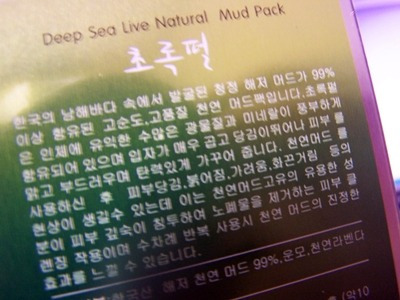 Deep Sea Live Natural Mud Pack
초록펄
한국의 남해바다 속에서 발굴된 청정 해저 머드가 99%
이상 함유된 고순도,고품질 천연 머드팩입니다.초록펄
은 인체에 유익한 수많은 광물질과 미네랄이 풍부하게
함유되어 있으며 입자가 매우 곱고 당김이뛰어나 피부를
맑고 부드러우며 탄력있게 가꾸어 줍니다. 천연머드를
사용하신 후 피부당김,붉어짐,가려움,화끈거림 등의
현상이 생길수 있는데 이는 천연머드고유의 유용한 성
분이 피부 깊숙이 침투하여 노폐물을 제거하는 피부 클
렌징 작용이며 수차례 반복 사용시 천연 머드의 진정한
효과를 느낄 수 있습니다.
한국산 해저 천연 머드 99%,운모,천연라벤다